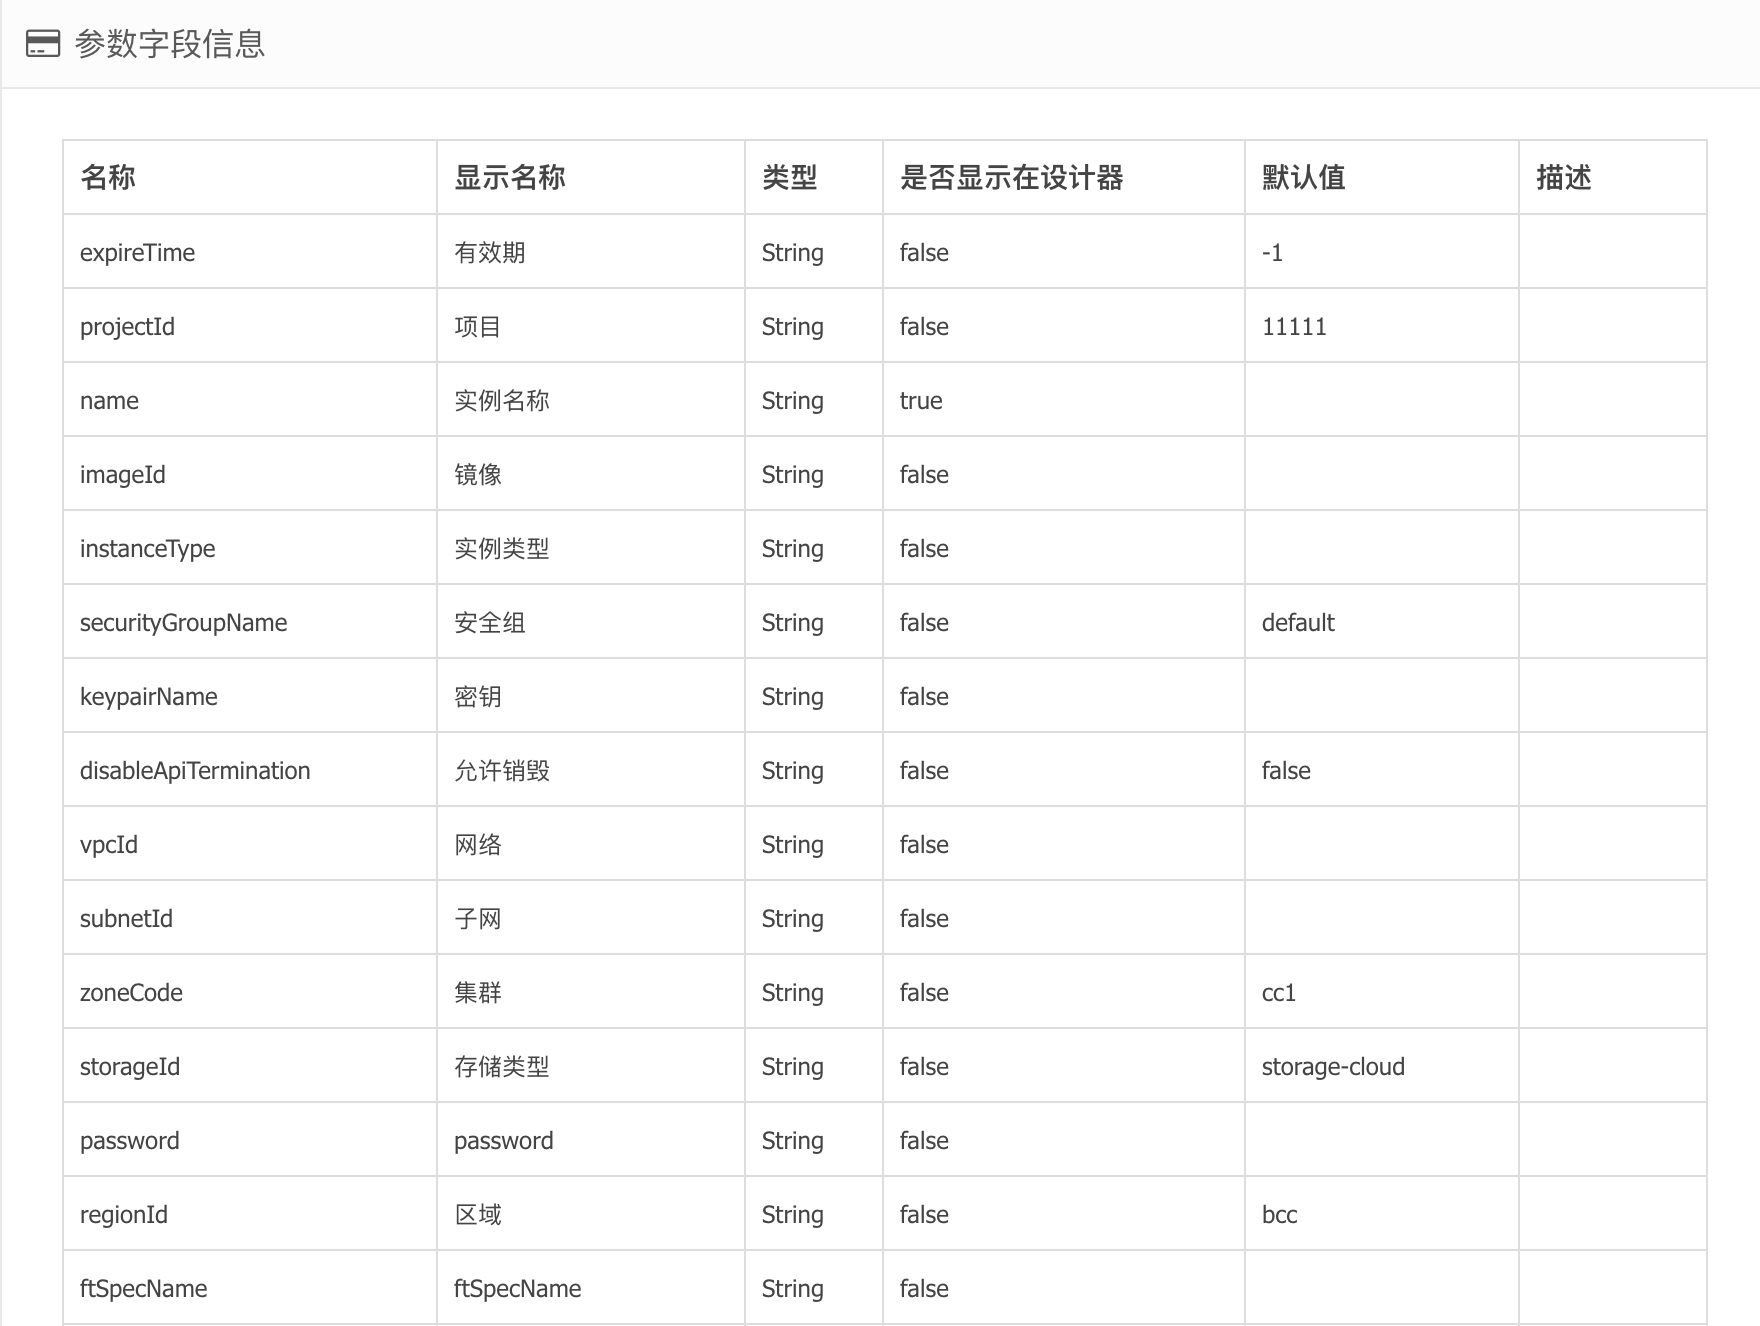 参数字段信息
名称 显示名称 类型 是否显示在设计器 默认值 描述
expireTime 有效期 String false -1
projectId 项目 String false 11111
name 实例名称 String true
imageId 镜像 String false
instanceType 实例类型 String false
securityGroupName 安全组 String false default
keypairName 密钥 String false
disableApiTermination 允许销毁 String false false
vpcId 网络 String false
subnetId 子网 String false
zoneCode 集群 String false cc1
storageId 存储类型 String false storage-cloud
password password String false
regionId 区域 String false bcc
ftSpecName ftSpecName String false